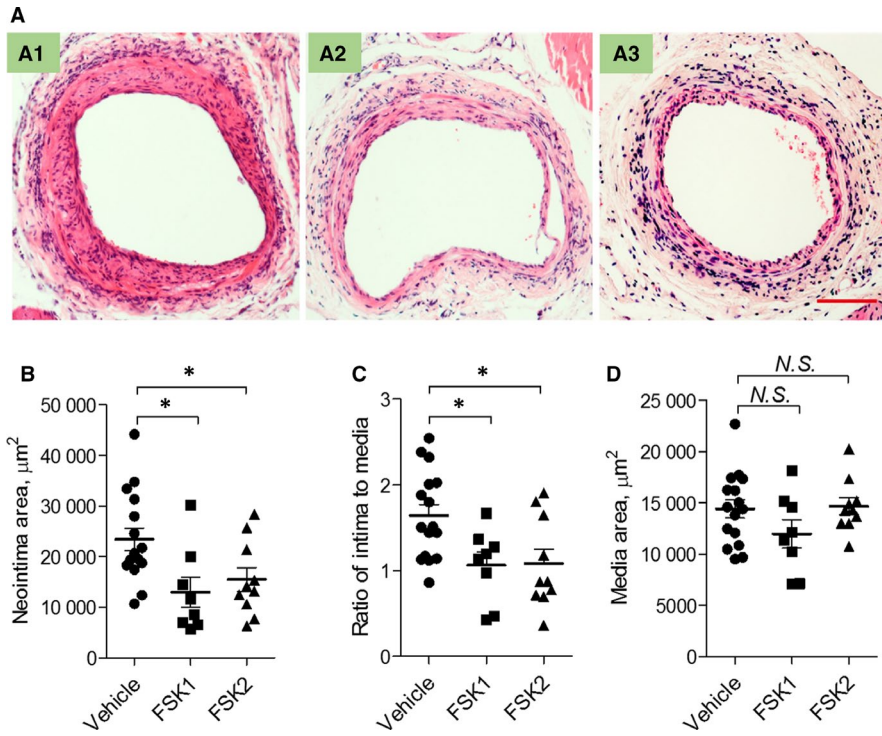 A
A1
A2
A3
B
*
*
50 000
40 000
30 000
20 000
10 000
0
Neointima area, μm²
Vehicle
FSK1
FSK2
C
*
*
3
2
1
0
Ratio of intima to media
Vehicle
FSK1
FSK2
D
N.S.
N.S.
25 000
20 000
15 000
10 000
5000
0
Media area, μm²
Vehicle
FSK1
FSK2